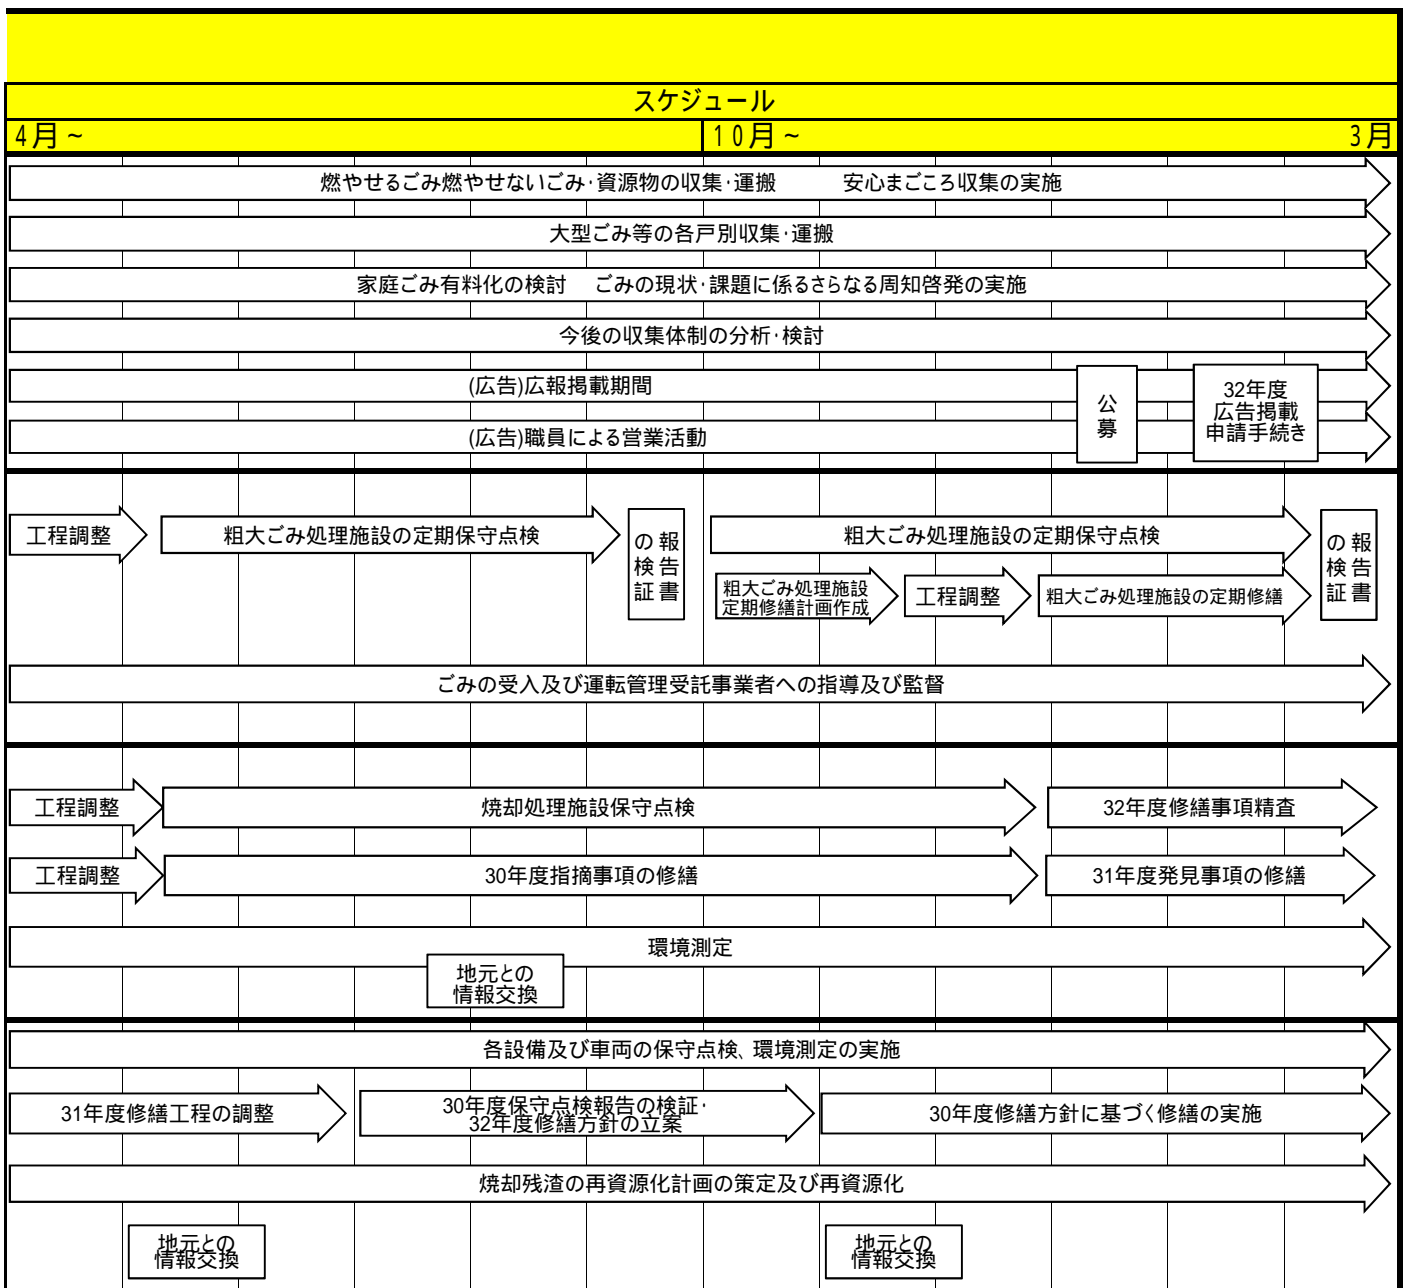 スケジュール
4月~ 10月~ 3月
燃やせるごみ燃やせないごみ･資源物の収集･運搬 安心まごころ収集の実施
大型ごみ等の各戸別収集･運搬
家庭ごみ有料化の検討 ごみの現状･課題に係るさらなる周知啓発の実施
今後の収集体制の分析･検討
(広告)広報掲載期間
(広告)職員による営業活動
公募
32年度
広告掲載
申請手続き
工程調整
粗大ごみ処理施設の定期保守点検
報告書
の検証
粗大ごみ処理施設の定期保守点検
粗大ごみ処理施設
定期修繕計画作成
工程調整
粗大ごみ処理施設の定期修繕
報告書
の検証
ごみの受入及び運転管理受託事業者への指導及び監督
工程調整
焼却処理施設保守点検
32年度修繕事項精査
工程調整
30年度指摘事項の修繕
31年度発見事項の修繕
環境測定
地元との
情報交換
各設備及び車両の保守点検、環境測定の実施
31年度修繕工程の調整
30年度保守点検報告の検証･
32年度修繕方針の立案
30年度修繕方針に基づく修繕の実施
焼却残渣の再資源化計画の策定及び再資源化
地元との
情報交換
地元との
情報交換